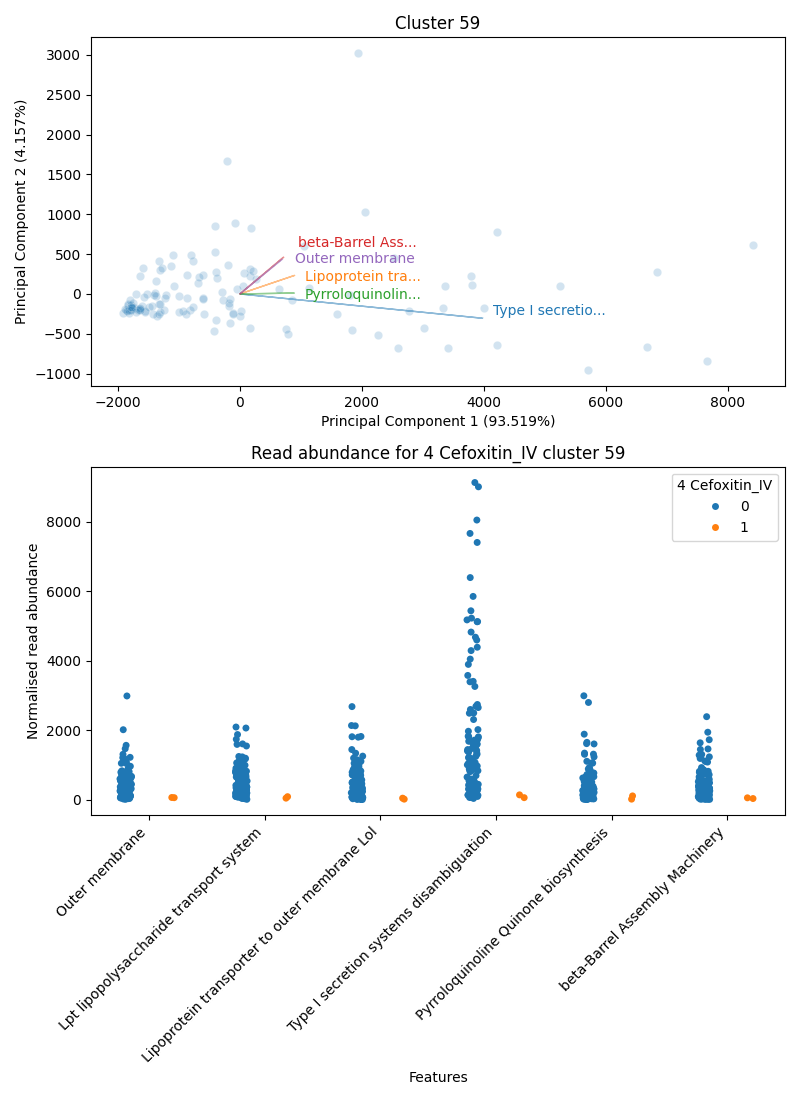 Cluster 59
3000
2500
2000
1500
1000
500
0
−500
−1000
Principal Component 2 (4.157%)
beta-Barrel Ass...
Outer membrane
Lipoprotein tra...
Pyrroloquinolin...
Type I secretio...
−2000
0
2000
4000
6000
8000
Principal Component 1 (93.519%)
Read abundance for 4 Cefoxitin_IV cluster 59
4 Cefoxitin_IV
0
1
8000
6000
4000
2000
0
Normalised read abundance
Outer membrane
Lpt lipopolysaccharide transport system
Lipoprotein transporter to outer membrane Lol
Type I secretion systems disambiguation
Pyrroloquinoline Quinone biosynthesis
beta-Barrel Assembly Machinery
Features